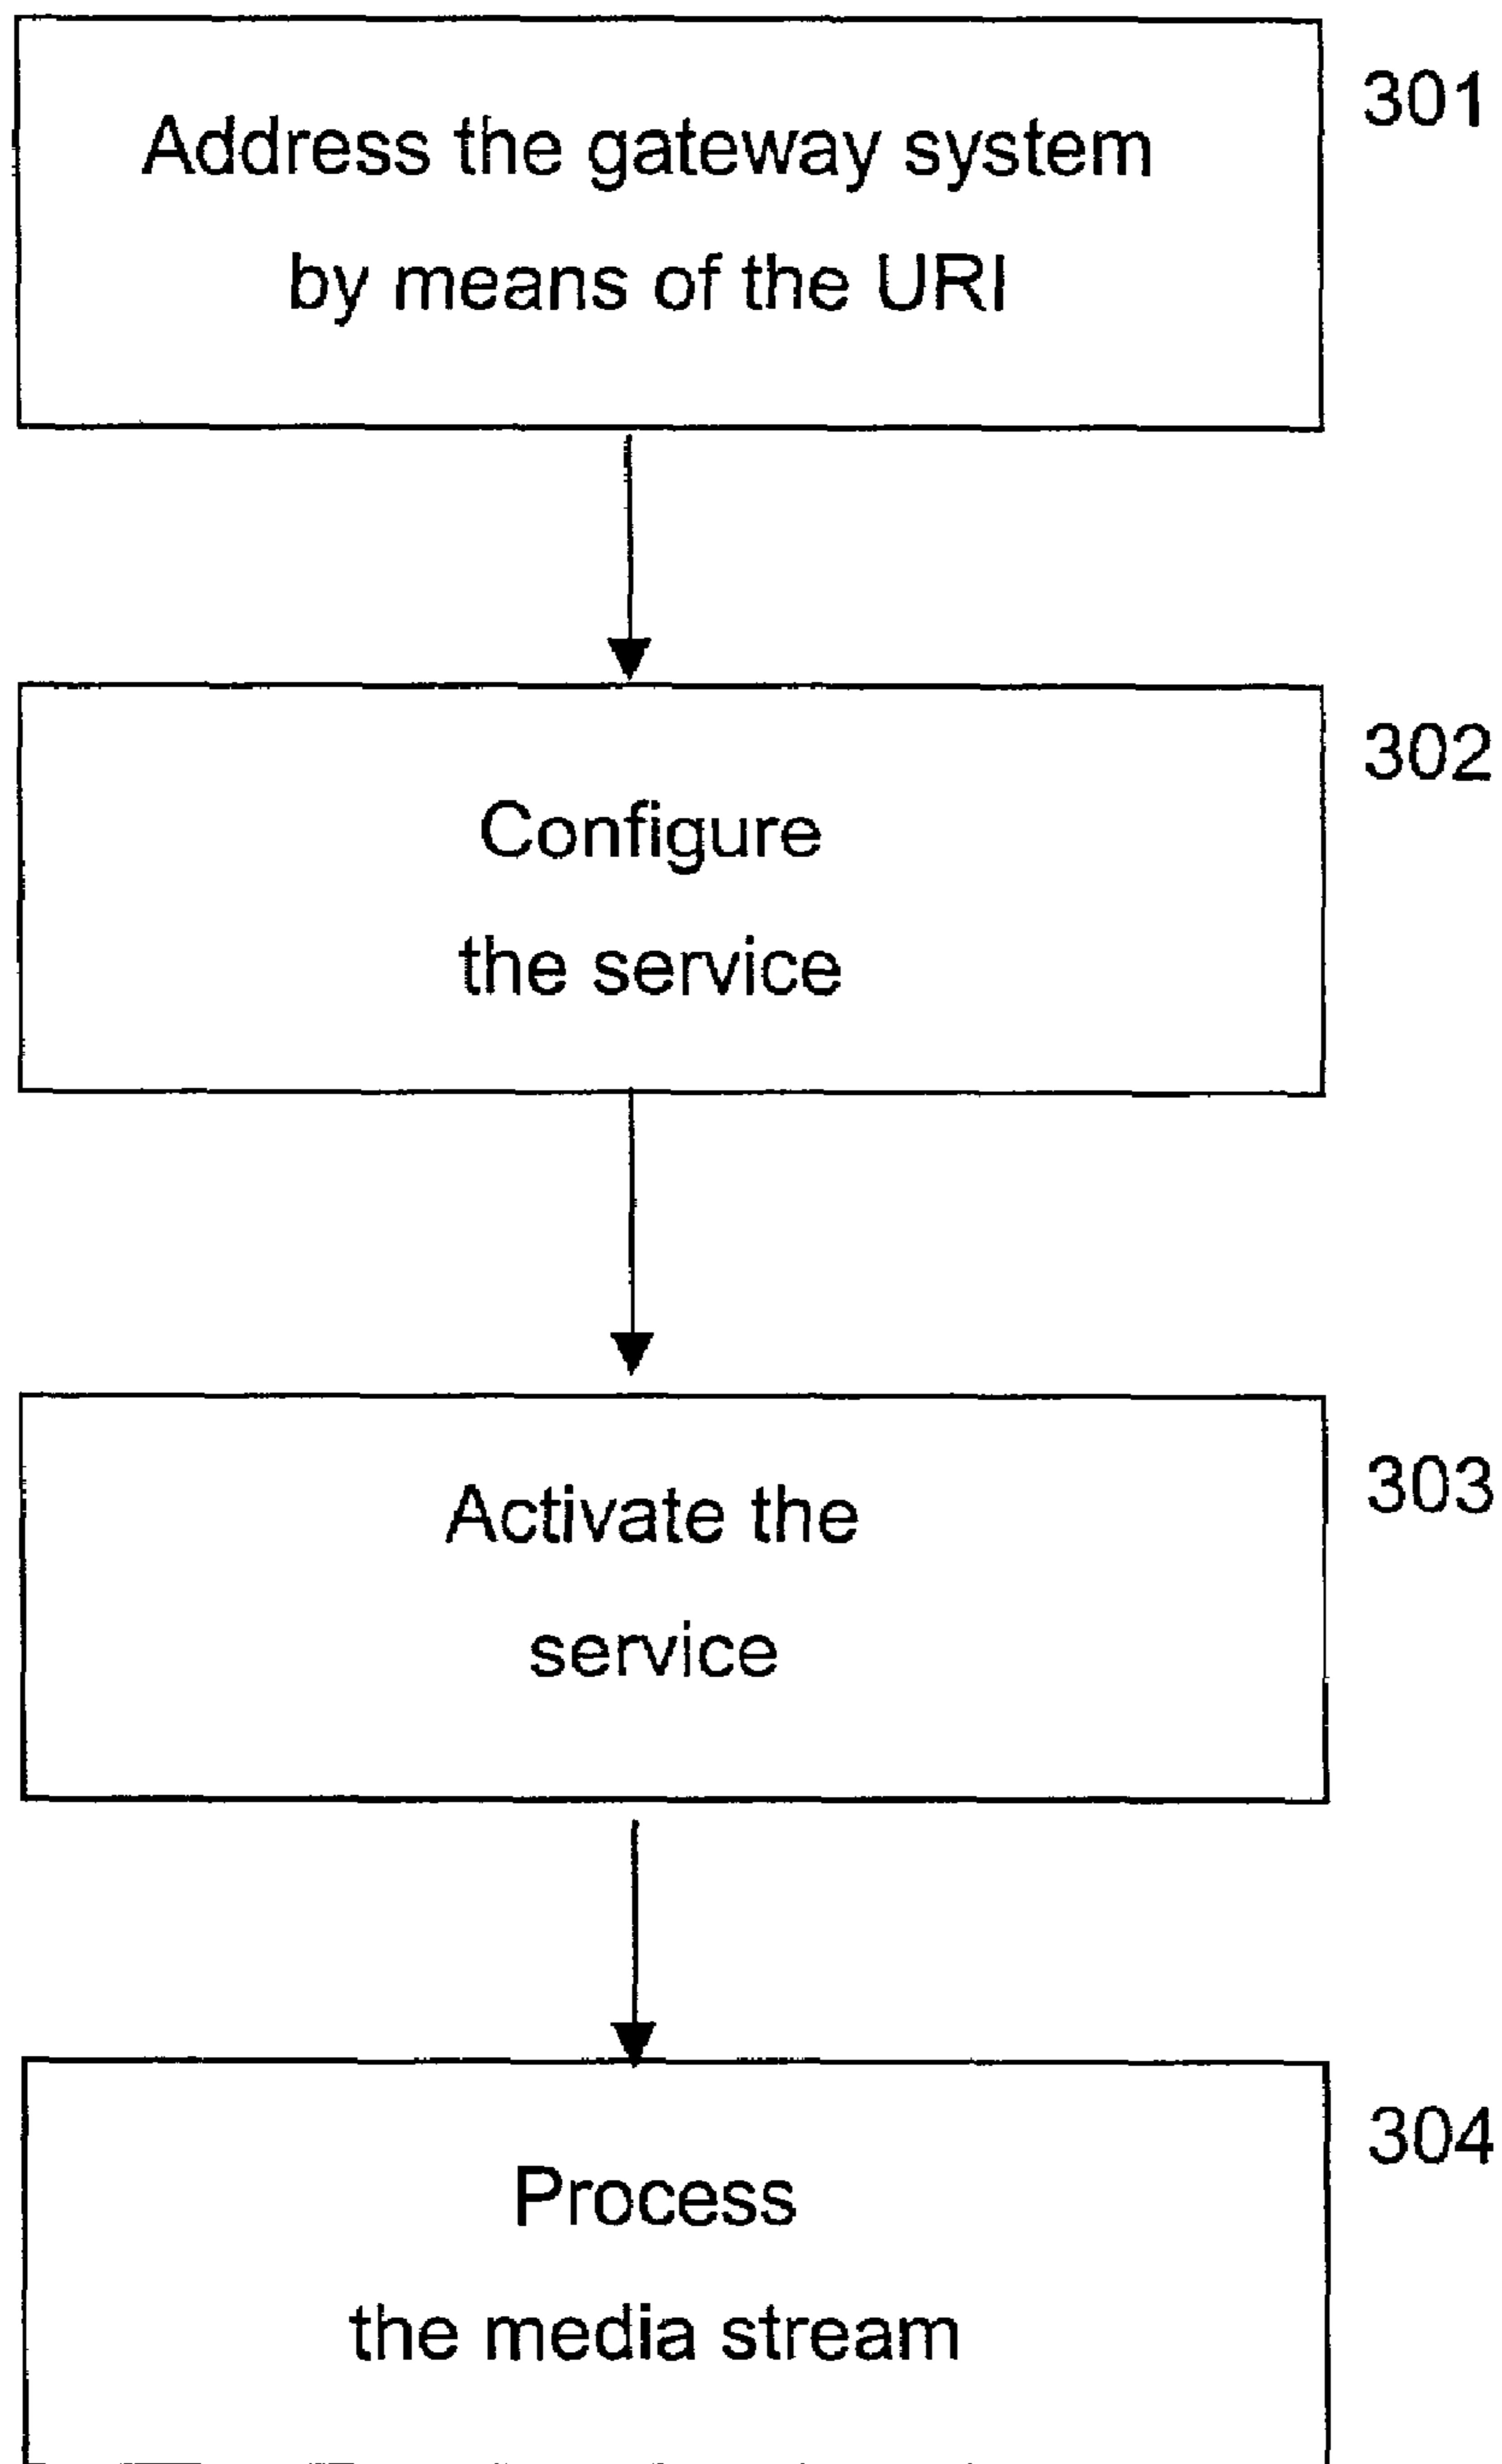 Address the gateway system
by means of the URI
301
Configure
the service
302
Activate the
service
303
Process
the media stream
304